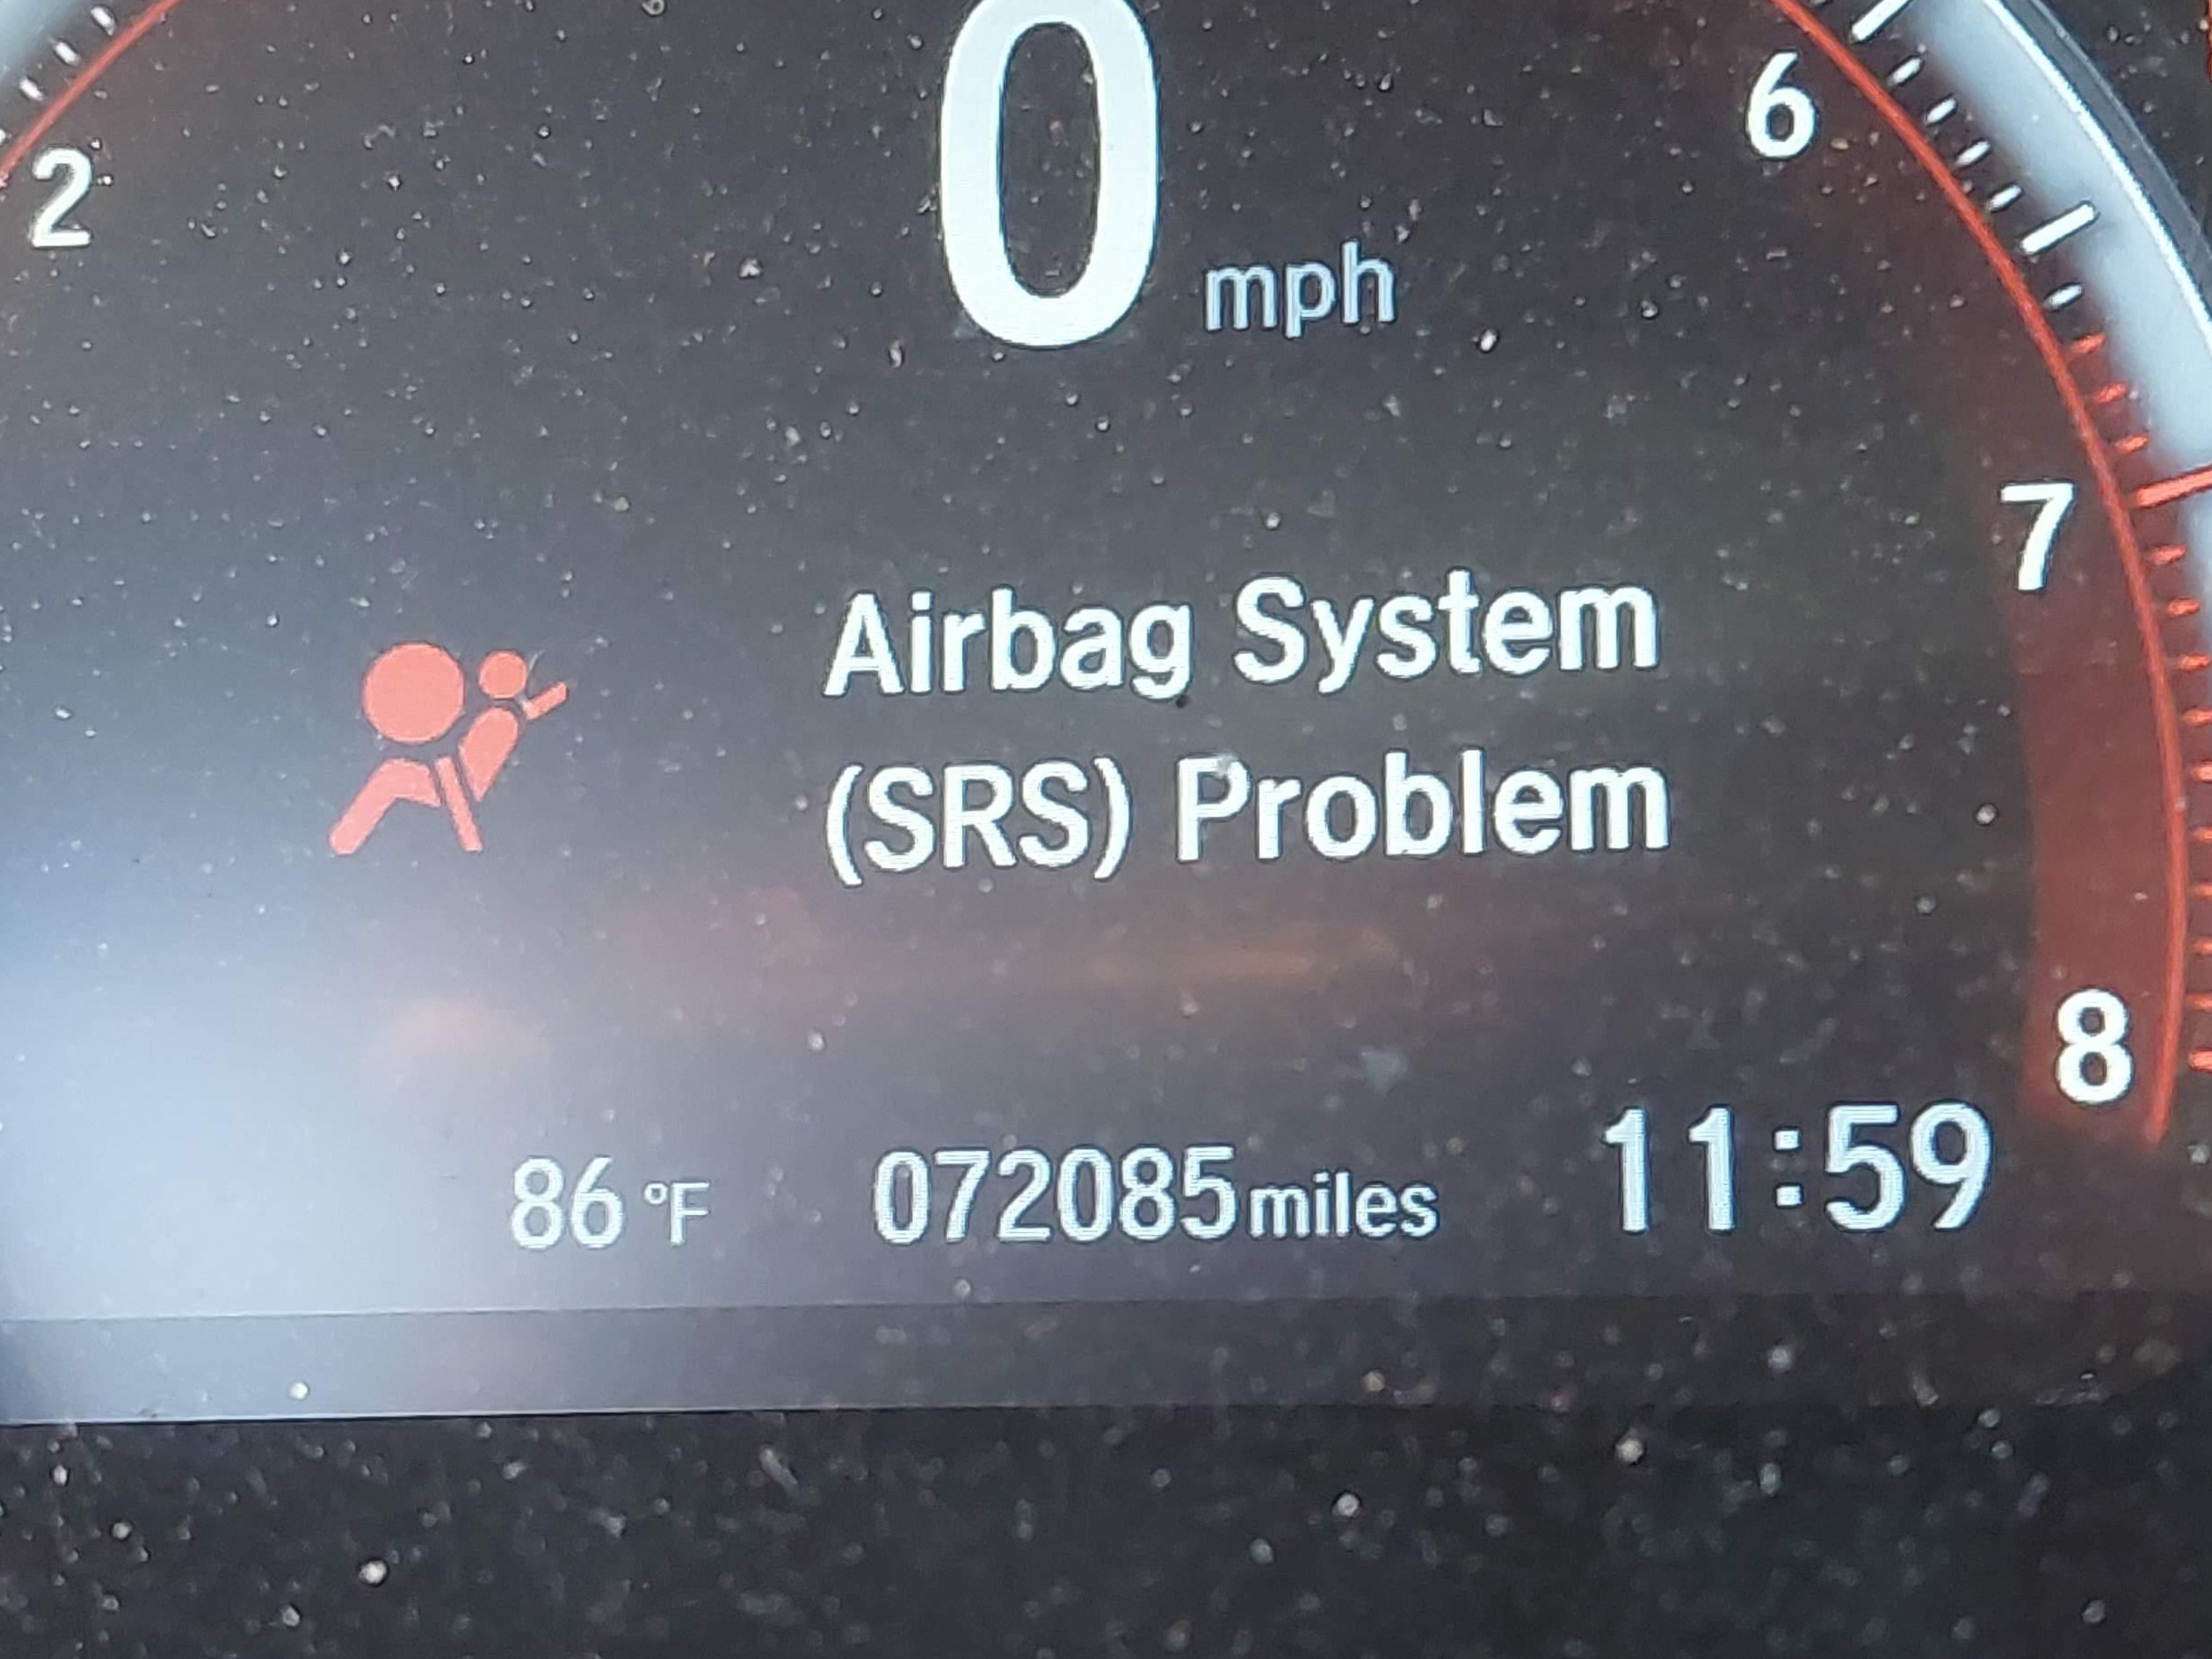 0 mph
2
6
7
8
Airbag System
(SRS) Problem
86 °F 072085 miles 11:59